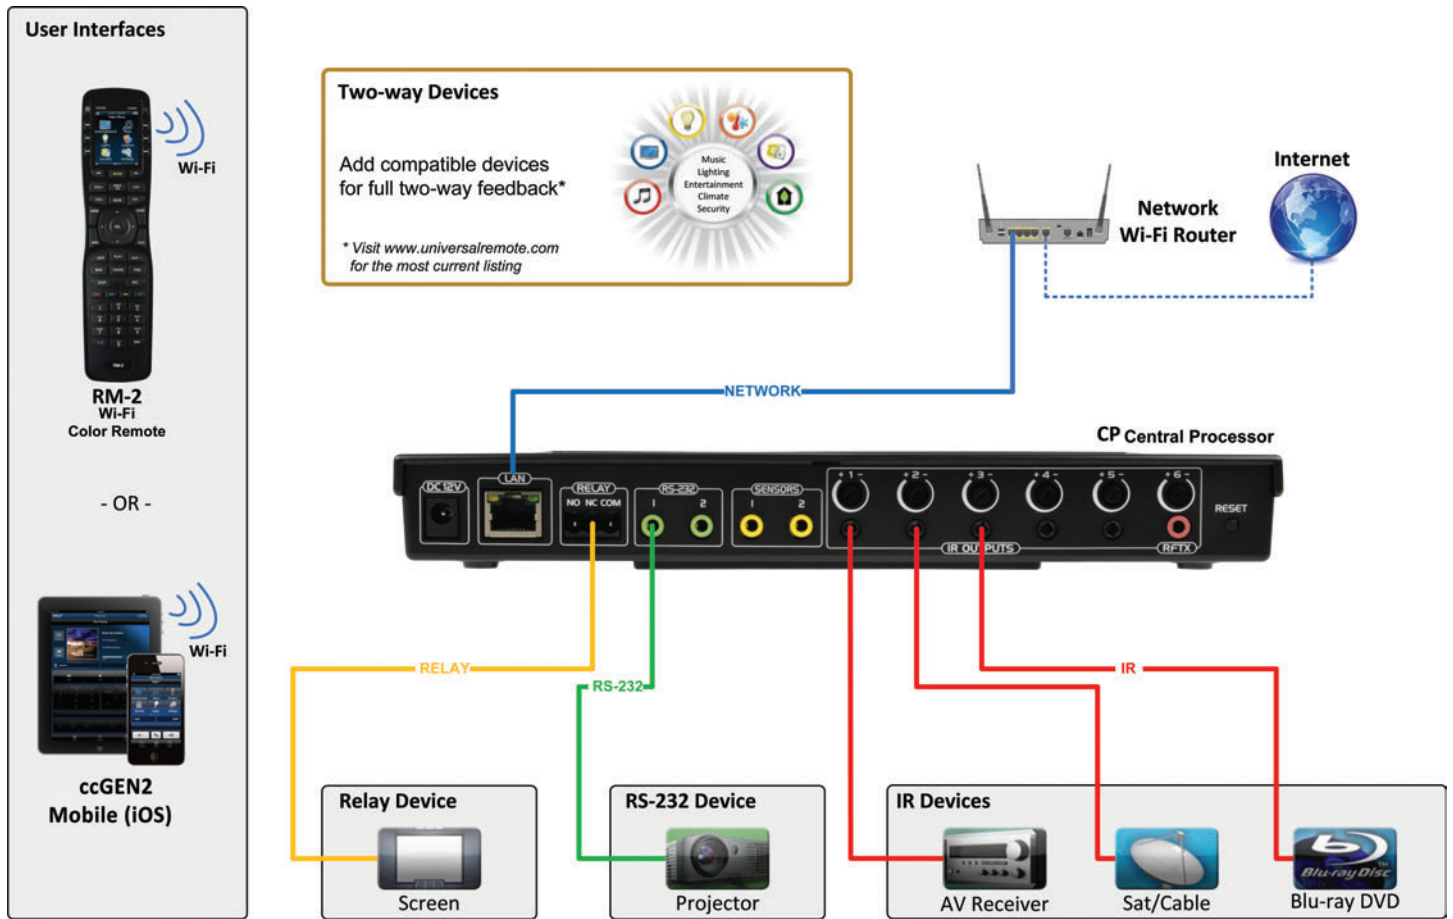 User Interfaces
Wi-Fi
RM-2
RM-2
Wi-Fi
Color Remote
- OR -
Wi-Fi
ccGEN2
Mobile (iOS)
Two-way Devices
Add compatible devices
for full two-way feedback*
* Visit www.universalremote.com
for the most current listing
Music
Lighting
Entertainment
Climate
Security
Internet
Network
Wi-Fi Router
NETWORK
CP Central Processor
DC 12V
LAN
RELAY
NO NC COM
RS-232
1 2
SENSORS
1 2
+ 1 -
+ 2 -
+ 3 -
+ 4 -
+ 5 -
+ 6 -
IR OUTPUTS
RFTX
RESET
RELAY
RS-232
IR
Relay Device
Screen
RS-232 Device
Projector
IR Devices
AV Receiver
Sat/Cable
Blu-ray Disc
TM
Blu-ray DVD